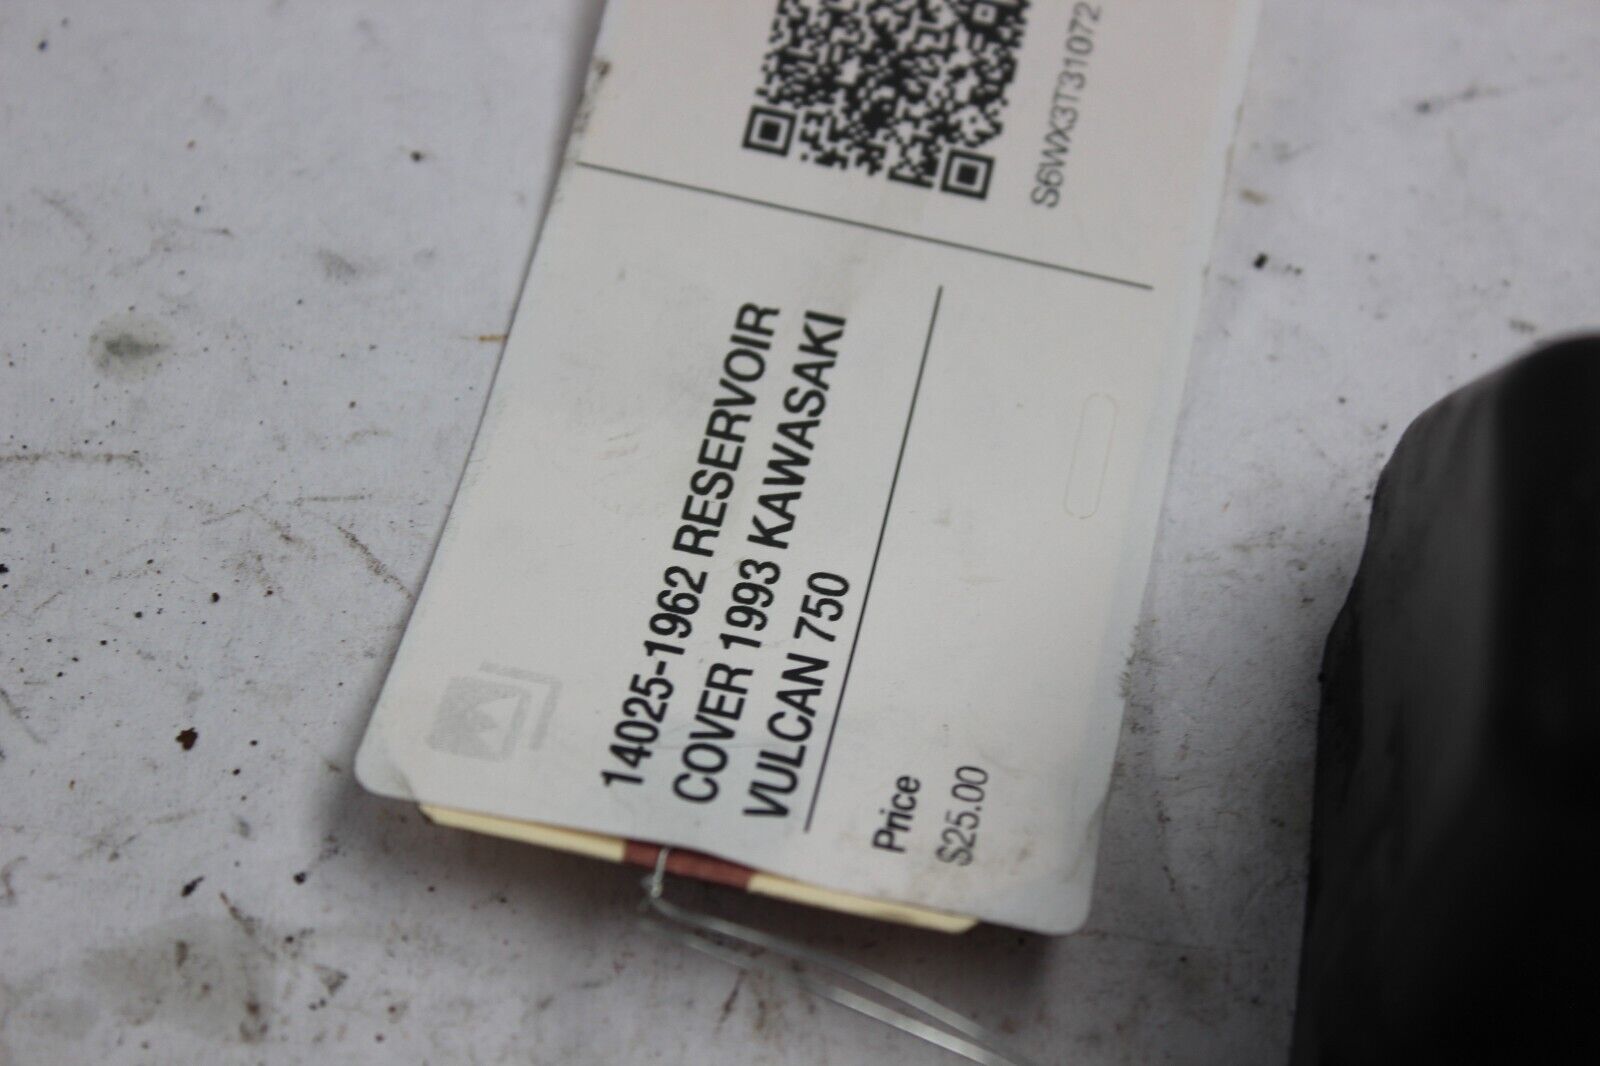 S6WX3T31072
14025-1962 RESERVOIR
COVER 1993 KAWASAKI
VULCAN 750
Price
$25.00